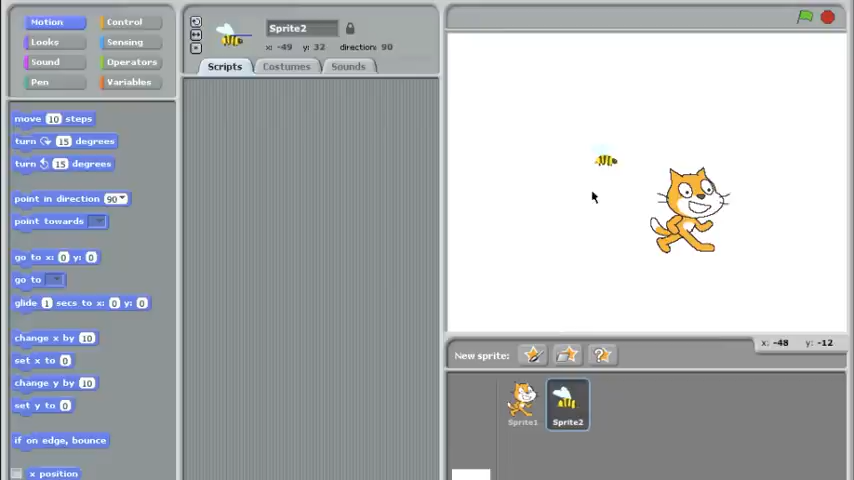 Motion
Control
Looks
Sensing
Sound
Operators
Pen
Variables
move 10 steps
turn 15 degrees
turn 15 degrees
point in direction 90
point towards
go to x: 0 y: 0
go to
glide 1 secs to x: 0 y: 0
change x by 10
set x to 0
change y by 10
set y to 0
if on edge, bounce
x position
Sprite2
x: -49 y: 32 direction: 90
Scripts
Costumes
Sounds
x: -48 y: -12
New sprite:
Sprite1
Sprite2